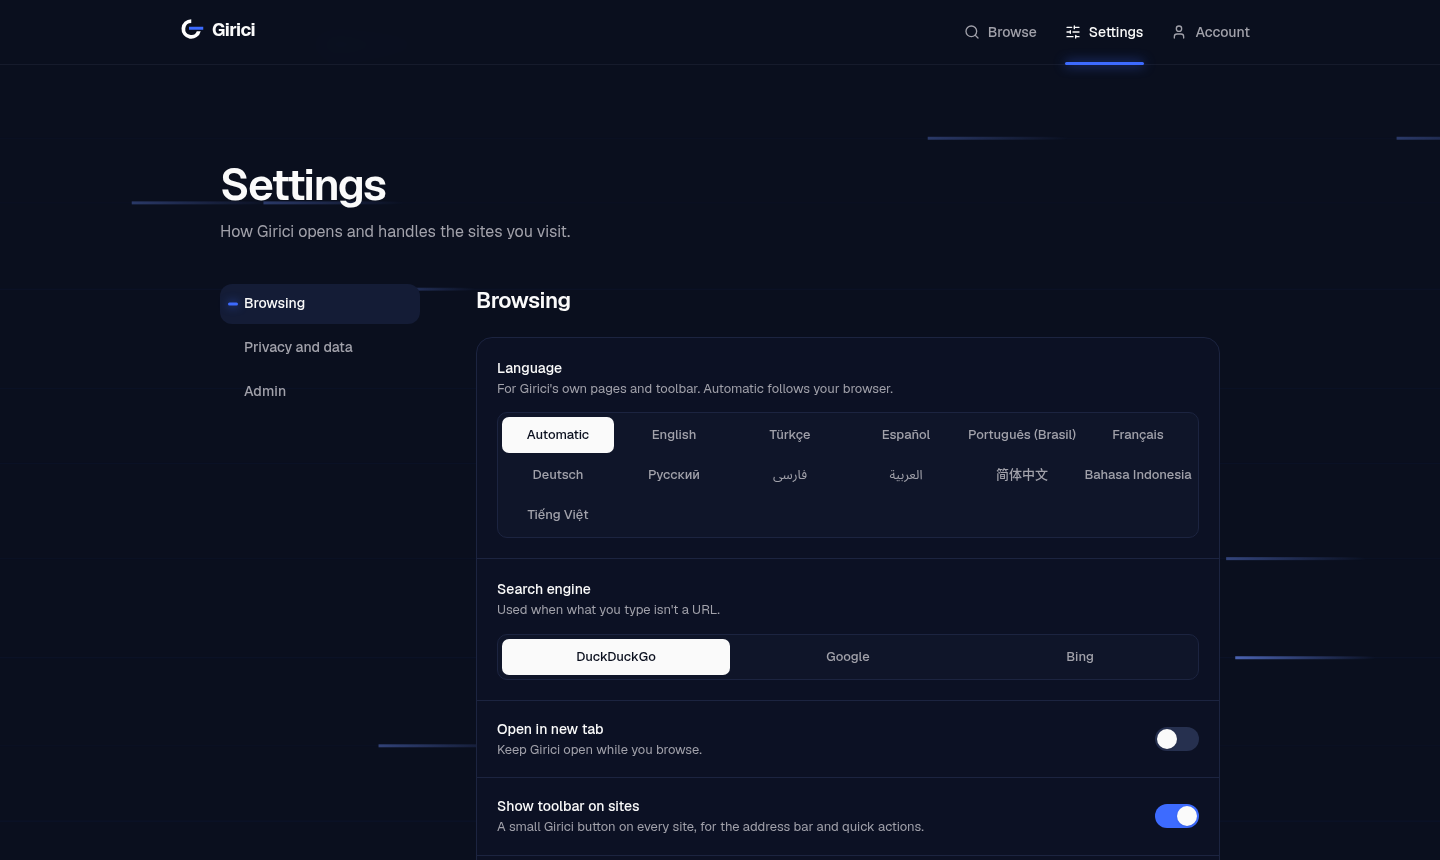 Girici
Browse
Settings
Account
Settings
How Girici opens and handles the sites you visit.
Browsing
Privacy and data
Admin
Browsing
Language
For Girici's own pages and toolbar. Automatic follows your browser.
Automatic
English
Türkçe
Español
Português (Brasil)
Français
Deutsch
Русский
فارسی
العربية
简体中文
Bahasa Indonesia
Tiếng Việt
Search engine
Used when what you type isn't a URL.
DuckDuckGo
Google
Bing
Open in new tab
Keep Girici open while you browse.
Show toolbar on sites
A small Girici button on every site, for the address bar and quick actions.